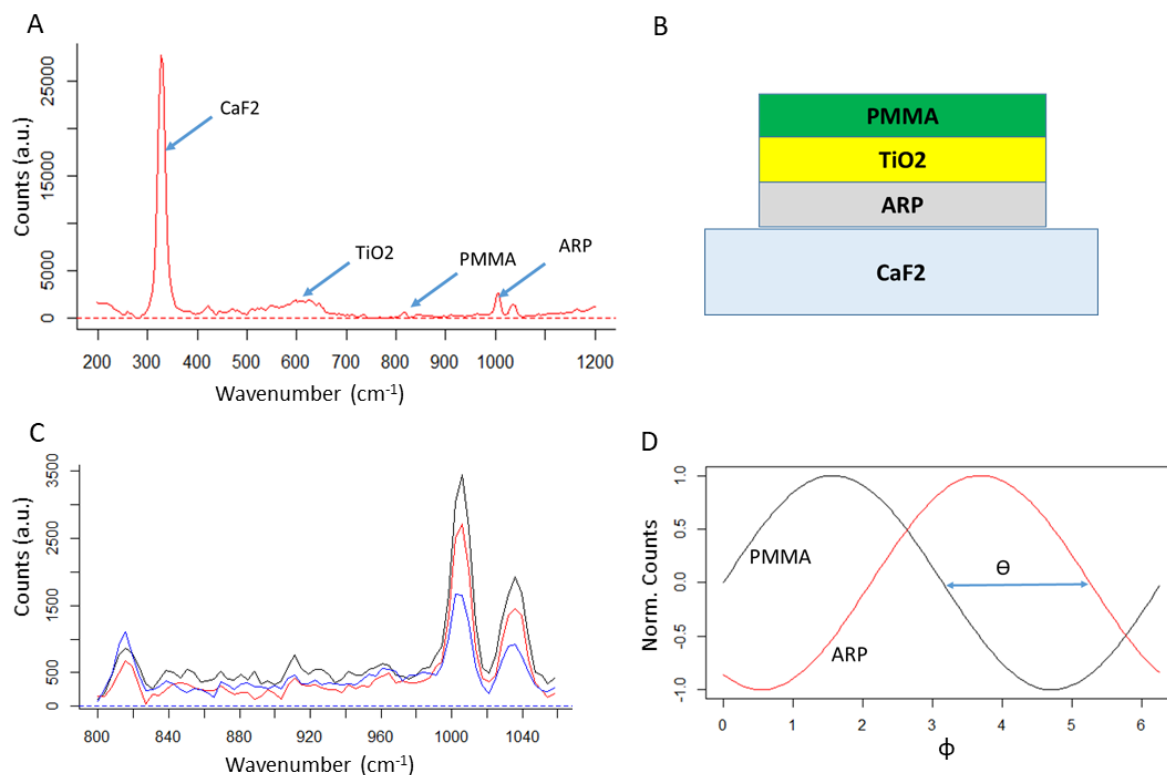 A
Counts (a.u.)
25000
15000
5000
0
CaF2
TiO2
PMMA
ARP
200 300 400 500 600 700 800 900 1000 1200
Wavenumber (cm-1)
B
PMMA
TiO2
ARP
CaF2
C
Counts (a.u.)
3500
2500
1500
500
0
800 840 880 920 960 1000 1040
Wavenumber (cm-1)
D
Norm. Counts
1.0
0.5
0.0
-0.5
-1.0
PMMA
ARP
Θ
0 1 2 3 4 5 6
ϕ